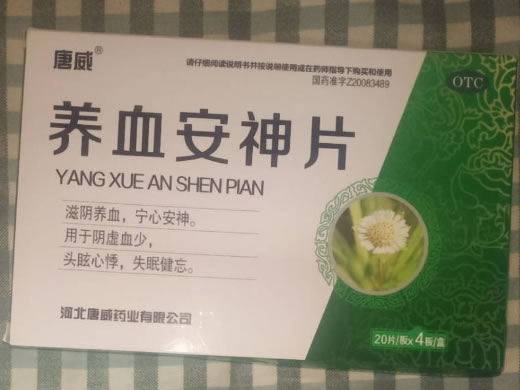 唐威®
请仔细阅读说明书并按说明使用或在药师指导下购买和使用
国药准字Z20083489
OTC
养血安神片
YANG XUE AN SHEN PIAN
滋阴养血，宁心安神。
用于阴虚血少，
头眩心悸，失眠健忘。
河北唐威药业有限公司
20片/板x4板/盒